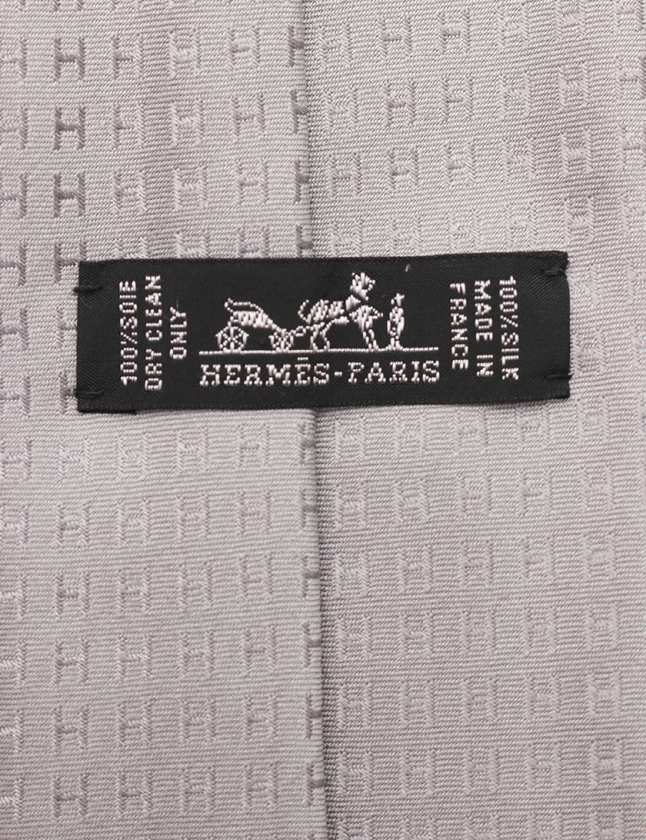 100%SOIE
DRY CLEAN
ONLY
HERMÈS-PARIS
100%SILK
MADE IN
FRANCE